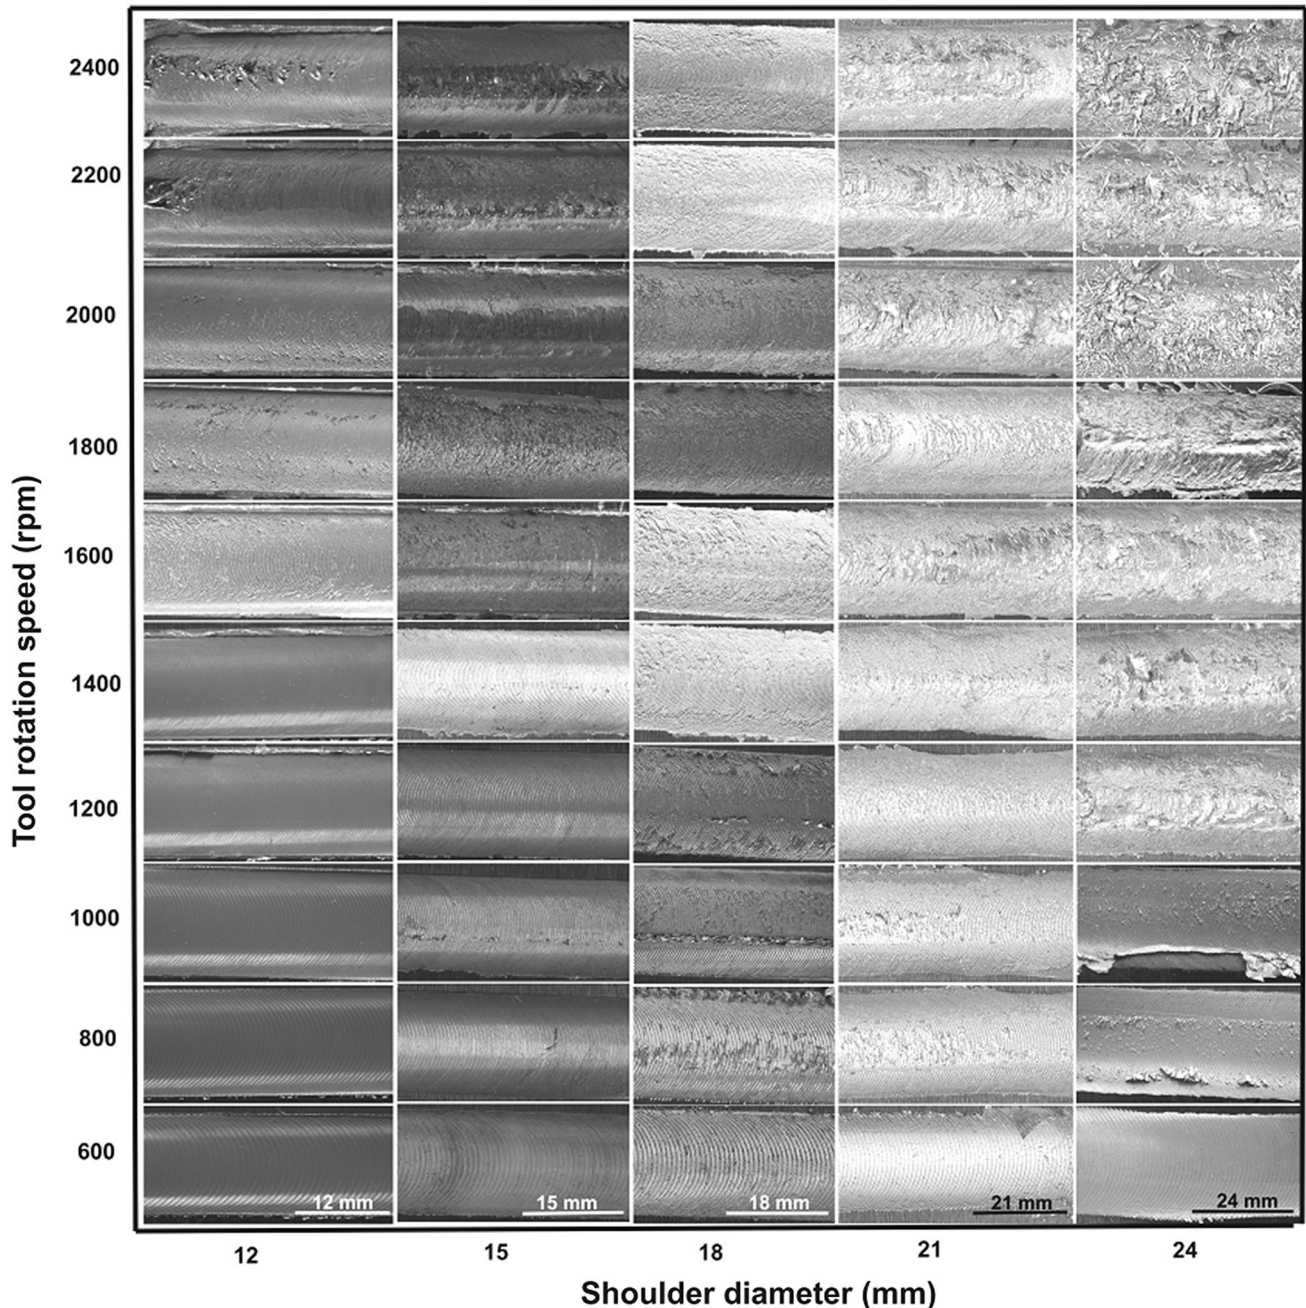 2400
2200
2000
1800
1600
1400
1200
1000
800
600
Tool rotation speed (rpm)
12 mm
15 mm
18 mm
21 mm
24 mm
12
15
18
21
24
Shoulder diameter (mm)